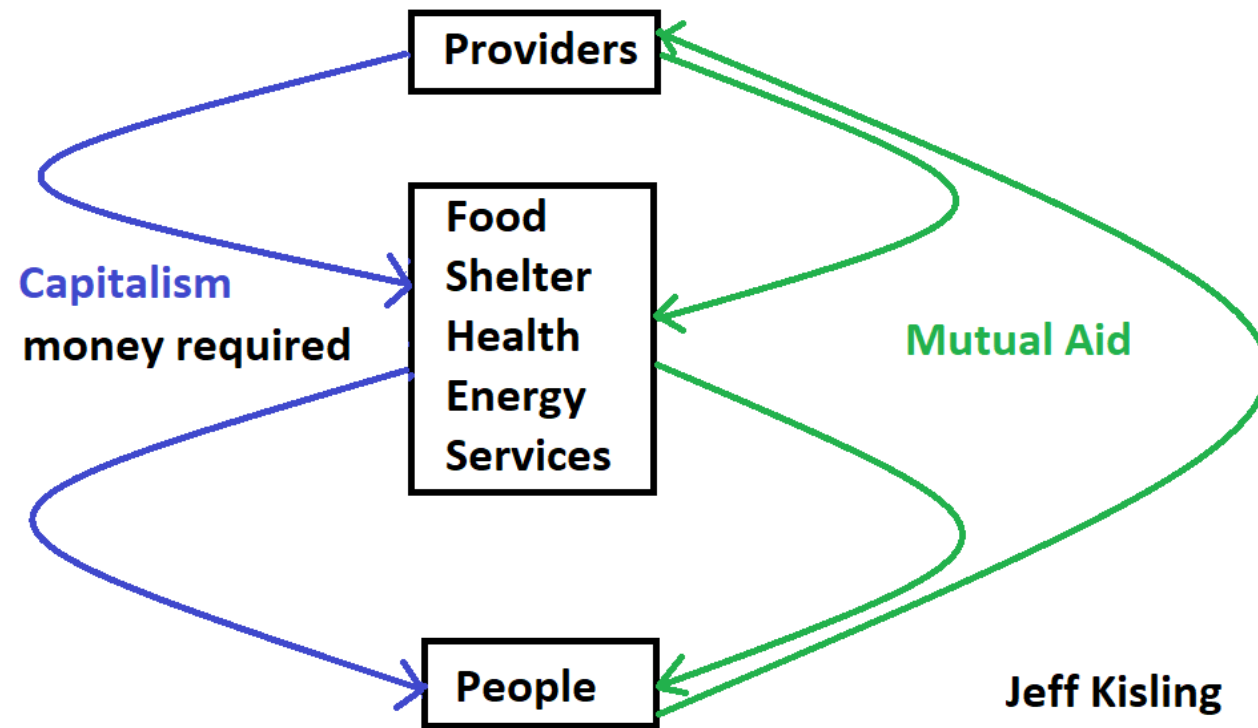 Providers
Food
Shelter
Health
Energy
Services
Capitalism
money required
Mutual Aid
People
Jeff Kisling